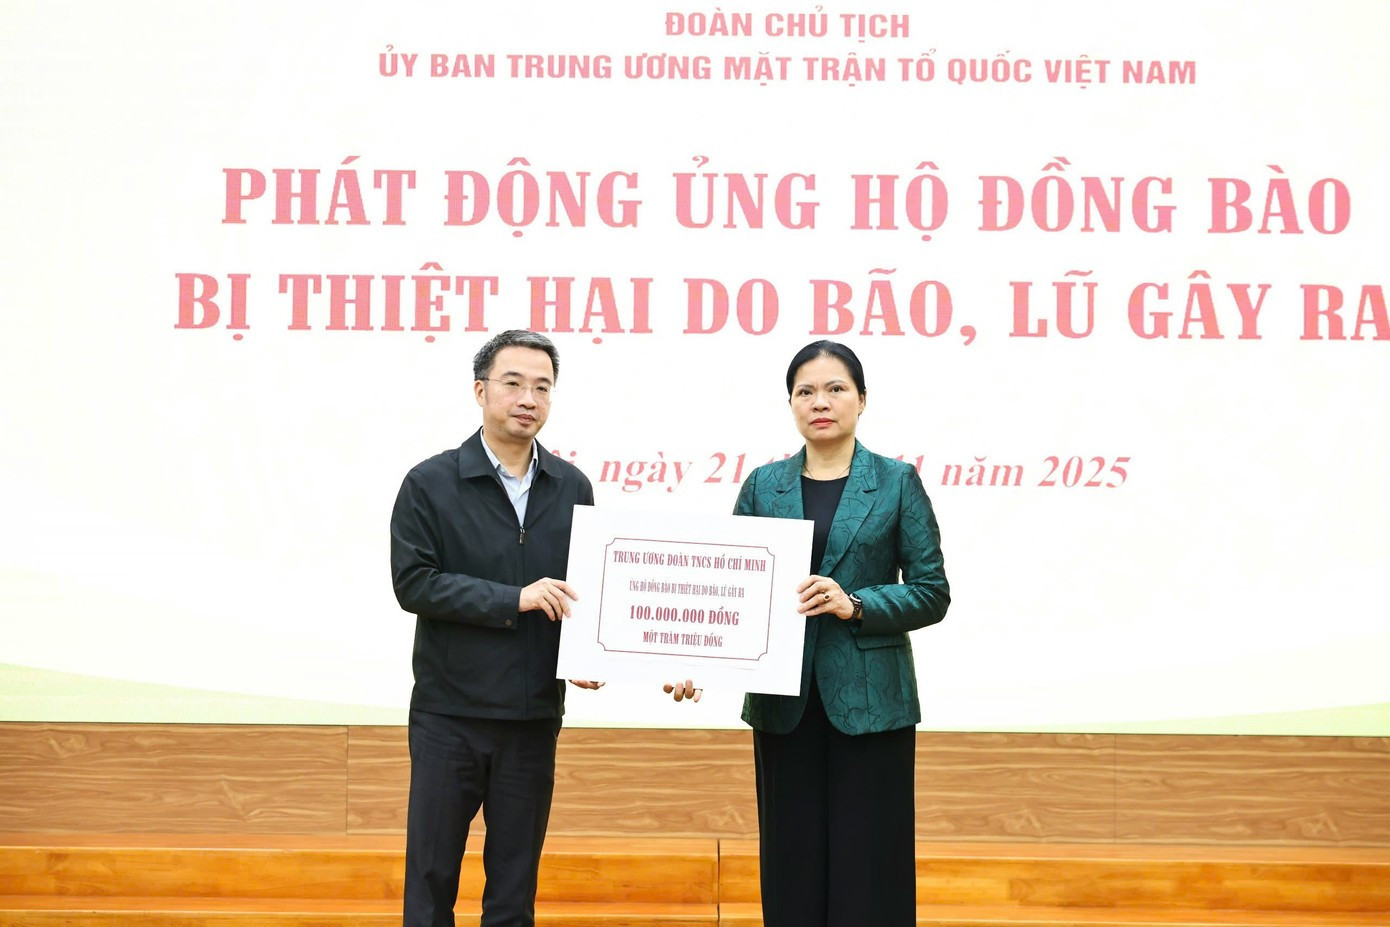 ĐOÀN CHỦ TỊCH
ỦY BAN TRUNG ƯƠNG MẶT TRẬN TỔ QUỐC VIỆT NAM
PHÁT ĐỘNG ỦNG HỘ ĐỒNG BÀO
BỊ THIỆT HẠI DO BÃO, LŨ GÂY RA
ngày 21 năm 2025
TRUNG ƯƠNG ĐOÀN TNCS HỒ CHÍ MINH
ỦNG HỘ ĐỒNG BÀO BỊ THIỆT HẠI DO BÃO, LŨ GÂY RA
100.000.000 ĐỒNG
MỘT TRĂM TRIỆU ĐỒNG